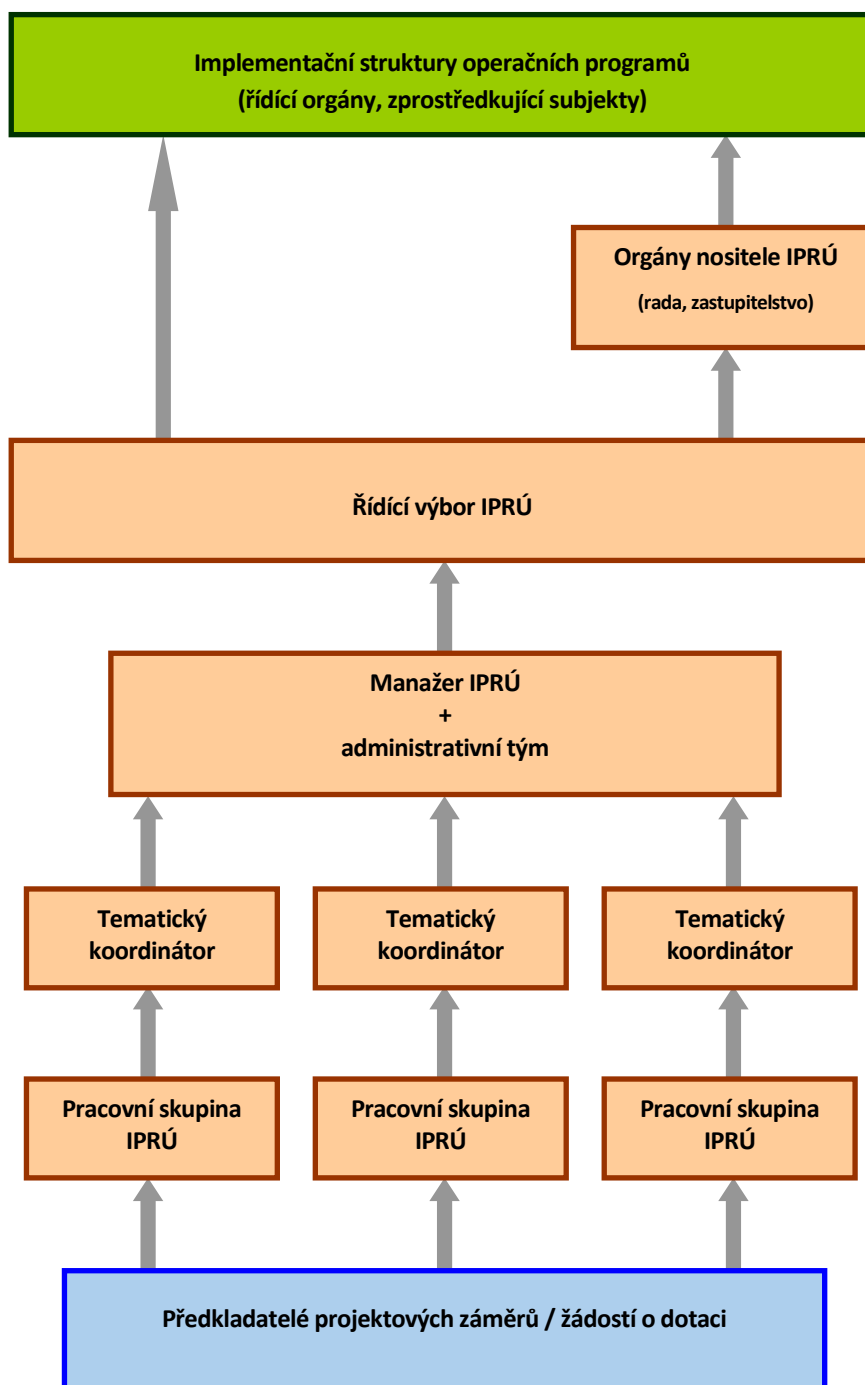 Implementační struktury operačních programů
(řídící orgány, zprostředkující subjekty)
Orgány nositele IPRÚ
(rada, zastupitelstvo)
Řídící výbor IPRÚ
Manažer IPRÚ
+
administrativní tým
Tematický
koordinátor
Tematický
koordinátor
Tematický
koordinátor
Pracovní skupina
IPRÚ
Pracovní skupina
IPRÚ
Pracovní skupina
IPRÚ
Předkladatelé projektových záměrů / žádostí o dotaci